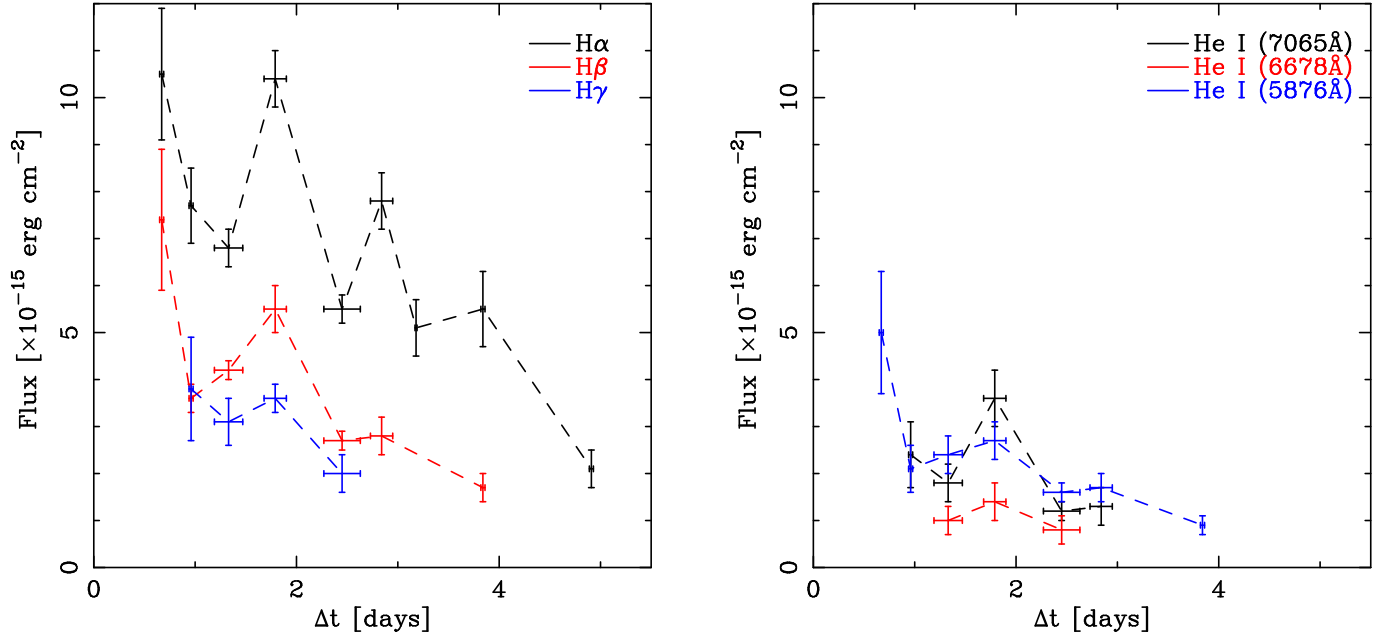 Hα
Hβ
Hγ
Flux [×10⁻¹⁵ erg cm⁻²]
10
5
0
0 2 4
Δt [days]
He I (7065Å)
He I (6678Å)
He I (5876Å)
Flux [×10⁻¹⁵ erg cm⁻²]
10
5
0
0 2 4
Δt [days]